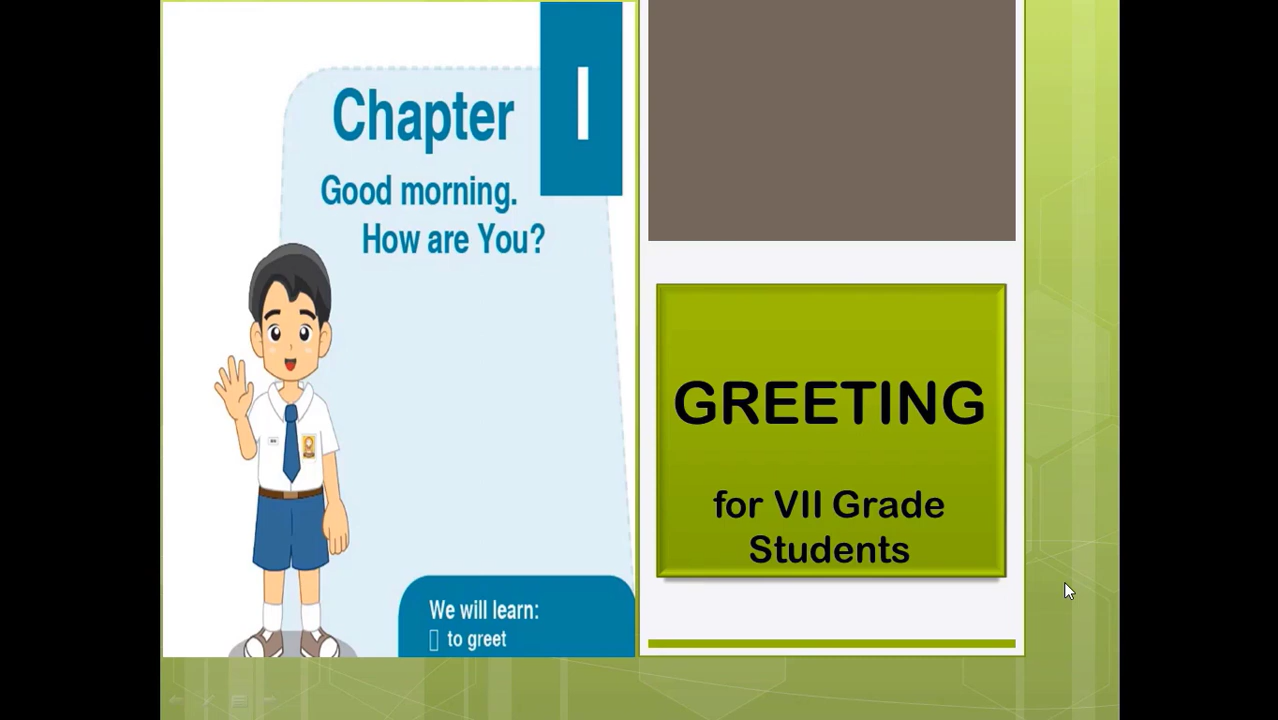 Chapter I
Good morning.
How are You?
We will learn:
to greet
GREETING
for VII Grade
Students